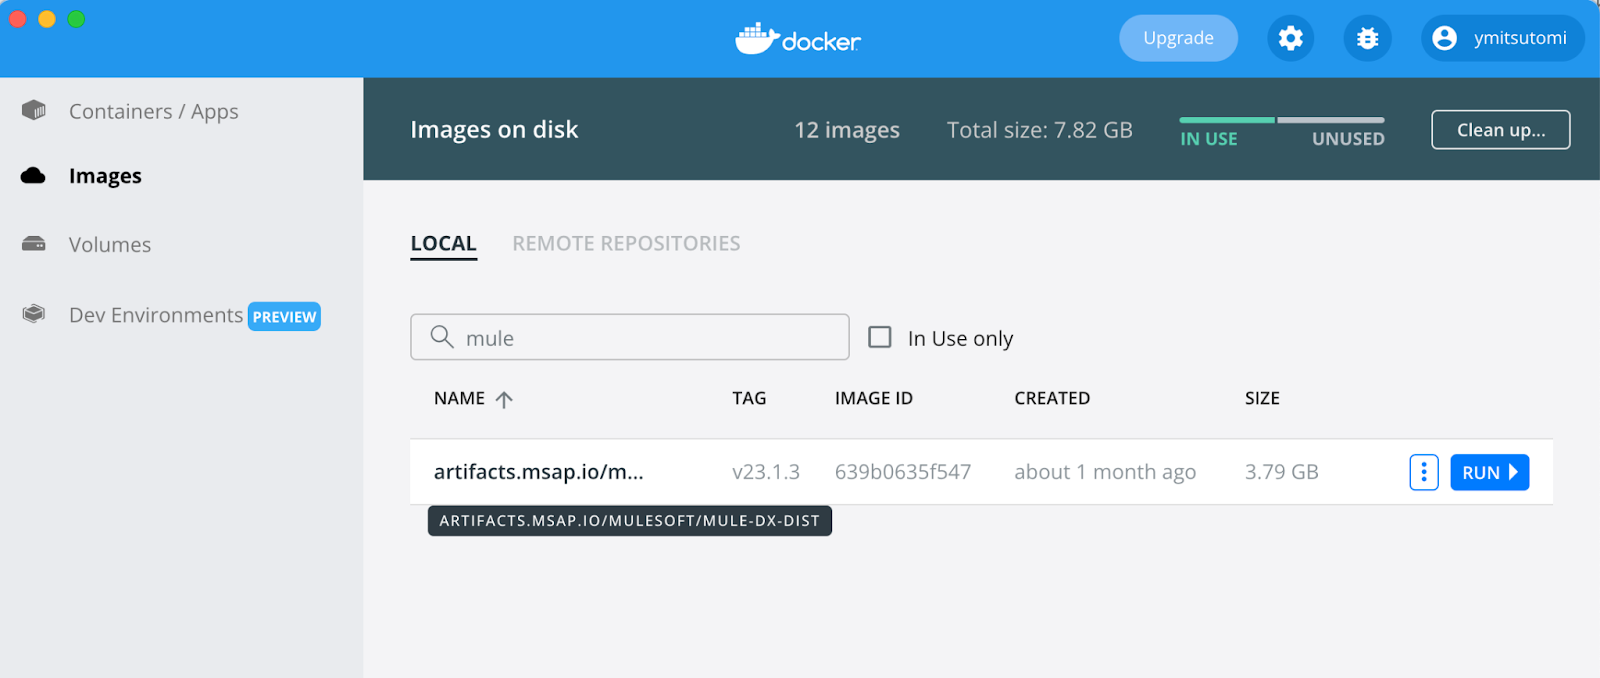 docker
Upgrade
ymitsutomi
Containers / Apps
Images
Volumes
Dev Environments PREVIEW
Images on disk
12 images
Total size: 7.82 GB
IN USE
UNUSED
Clean up...
LOCAL
REMOTE REPOSITORIES
mule
In Use only
NAME TAG IMAGE ID CREATED SIZE
artifacts.msap.io/m... v23.1.3 639b0635f547 about 1 month ago 3.79 GB RUN
ARTIFACTS.MSAP.IO/MULESOFT/MULE-DX-DIST